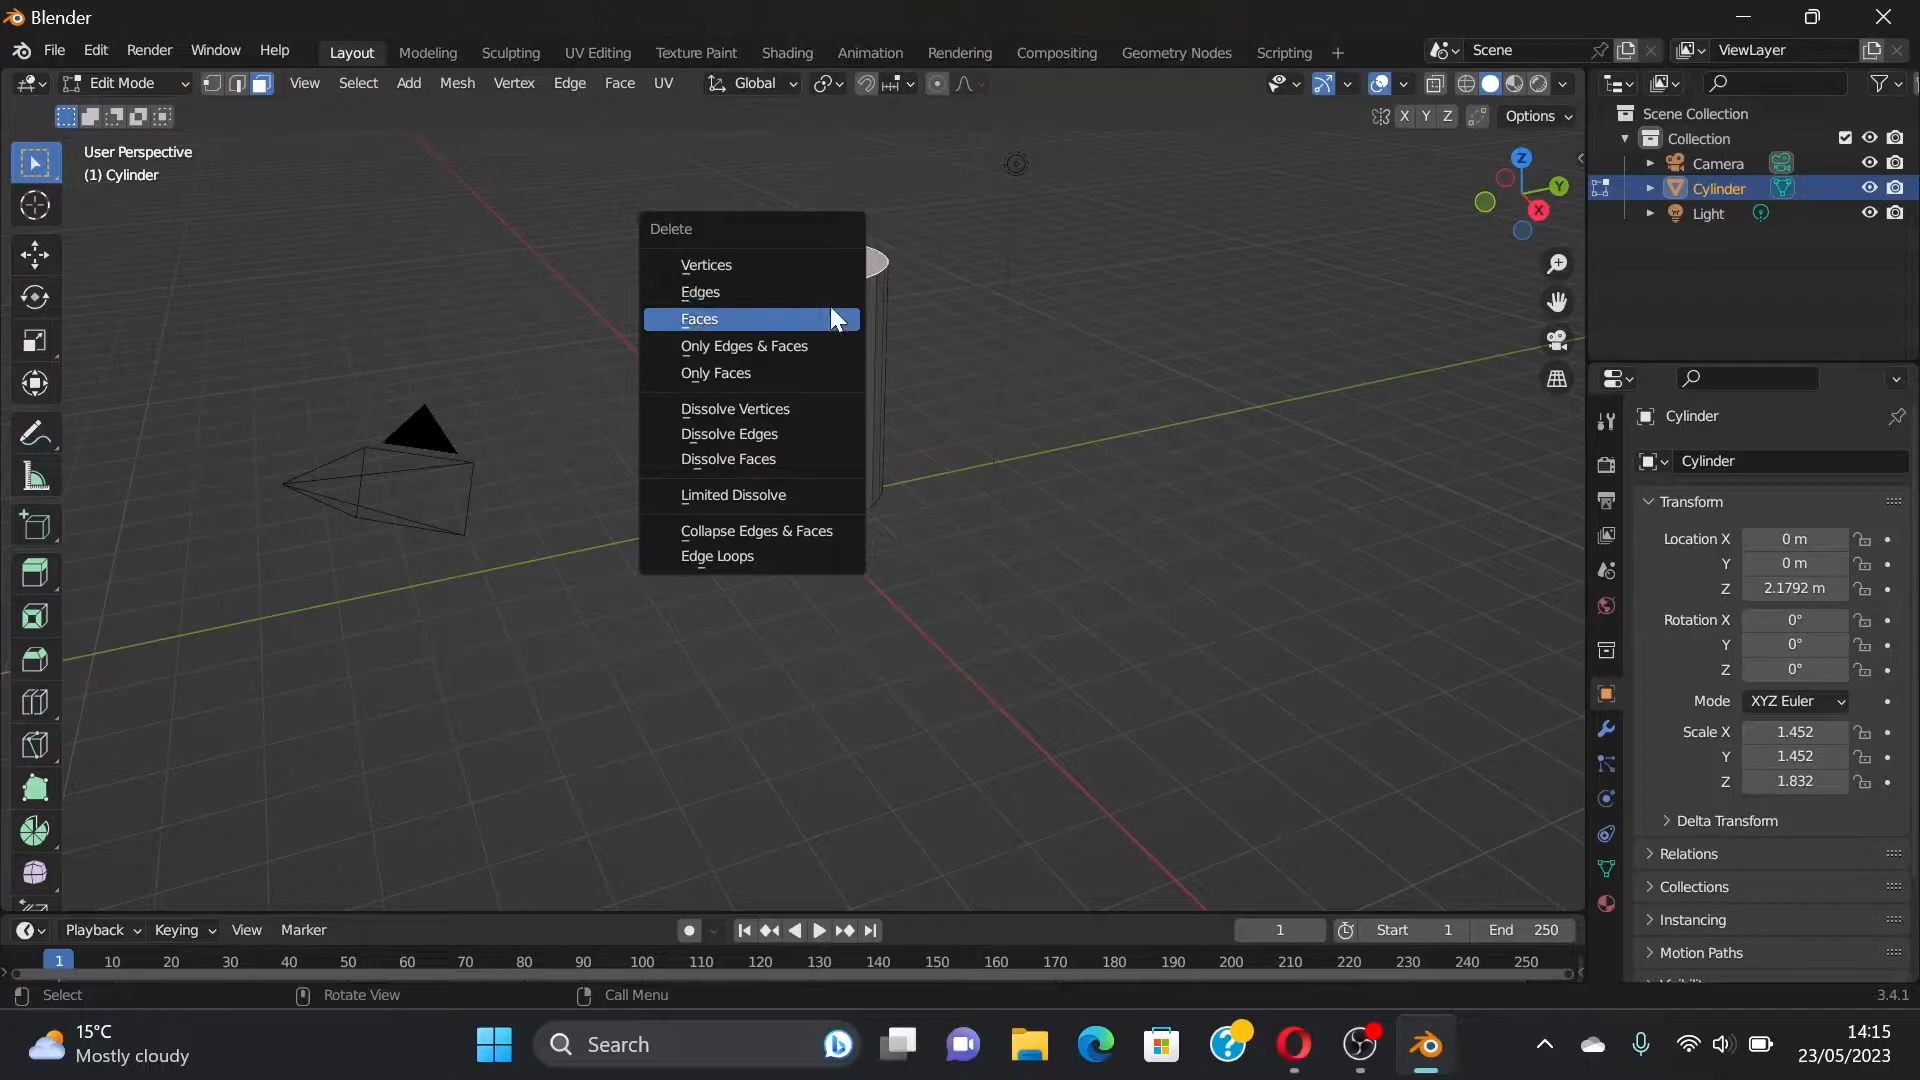 Blender
File Edit Render Window Help Layout Modeling Sculpting UV Editing Texture Paint Shading Animation Rendering Compositing Geometry Nodes Scripting + Scene ViewLayer
Edit Mode View Select Add Mesh Vertex Edge Face UV Global
X Y Z Options
User Perspective
(1) Cylinder
Z
Y
X
Delete
Vertices
Edges
Faces
Only Edges & Faces
Only Faces
Dissolve Vertices
Dissolve Edges
Dissolve Faces
Limited Dissolve
Collapse Edges & Faces
Edge Loops
Scene Collection
Collection
Camera
Cylinder
Light
Cylinder
Cylinder
Transform
Location X 0 m
Y 0 m
Z 2.1792 m
Rotation X 0°
Y 0°
Z 0°
Mode XYZ Euler
Scale X 1.452
Y 1.452
Z 1.832
Delta Transform
Relations
Collections
Instancing
Motion Paths
Playback Keying View Marker 1 Start 1 End 250
1 10 20 30 40 50 60 70 80 90 100 110 120 130 140 150 160 170 180 190 200 210 220 230 240 250
Select Rotate View Call Menu 3.4.1
15°C
Mostly cloudy
Search
14:15
23/05/2023